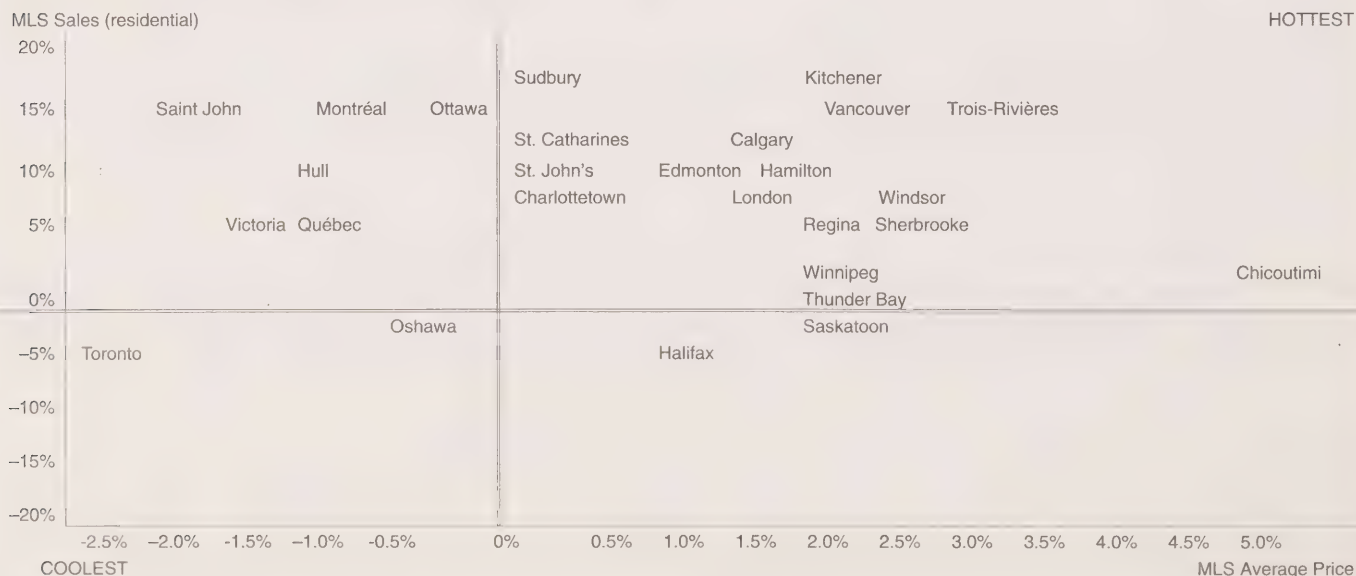 MLS Sales (residential) HOTTEST
20%
Sudbury Kitchener
15% Saint John Montréal Ottawa Vancouver Trois-Rivières
St. Catharines Calgary
10% Hull St. John's Edmonton Hamilton
Charlottetown London Windsor
5% Victoria Québec Regina Sherbrooke
Winnipeg Chicoutimi
0% Thunder Bay
Oshawa Saskatoon
–5% Toronto Halifax
–10%
–15%
–20%
-2.5% –2.0% -1.5% –1.0% -0.5% 0% 0.5% 1.0% 1.5% 2.0% 2.5% 3.0% 3.5% 4.0% 4.5% 5.0%
COOLEST MLS Average Price